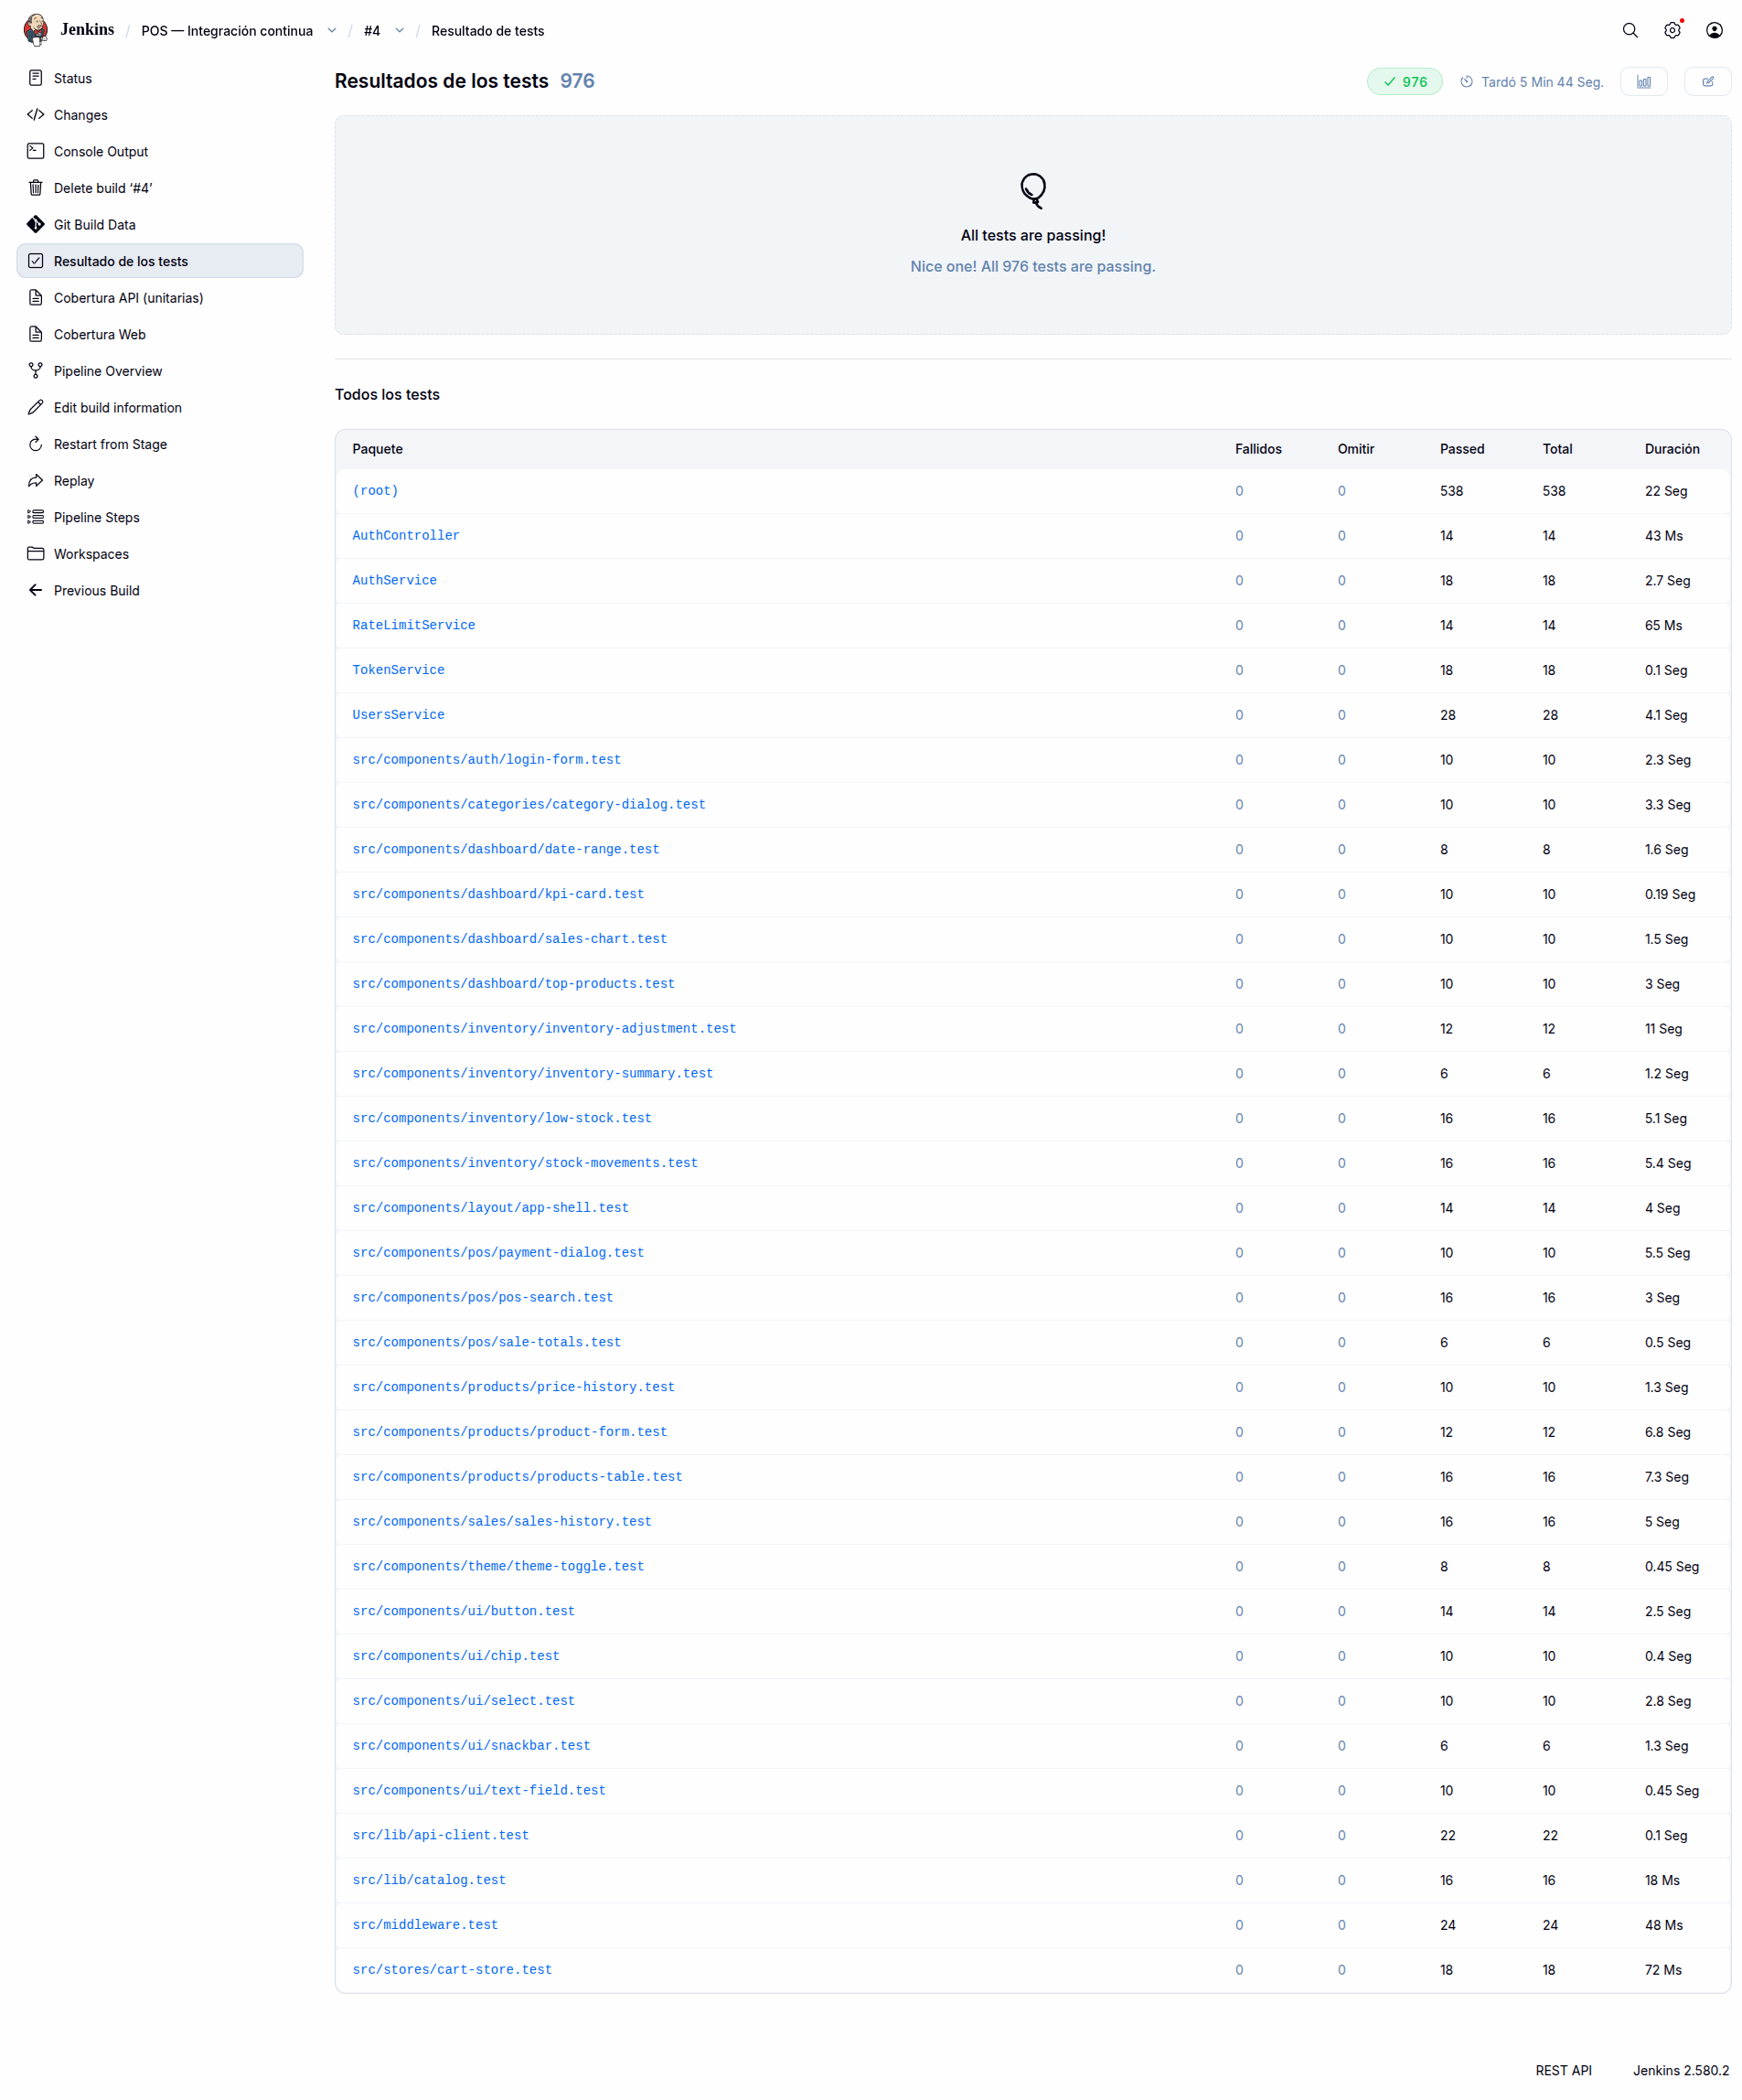 Jenkins / POS — Integración continua / #4 / Resultado de tests
Status
Changes
Console Output
Delete build ‘#4’
Git Build Data
Resultado de los tests
Cobertura API (unitarias)
Cobertura Web
Pipeline Overview
Edit build information
Restart from Stage
Replay
Pipeline Steps
Workspaces
Previous Build
Resultados de los tests 976
976
Tardó 5 Min 44 Seg.
All tests are passing!
Nice one! All 976 tests are passing.
Todos los tests
Paquete Fallidos Omitir Passed Total Duración
(root) 0 0 538 538 22 Seg
AuthController 0 0 14 14 43 Ms
AuthService 0 0 18 18 2.7 Seg
RateLimitService 0 0 14 14 65 Ms
TokenService 0 0 18 18 0.1 Seg
UsersService 0 0 28 28 4.1 Seg
src/components/auth/login-form.test 0 0 10 10 2.3 Seg
src/components/categories/category-dialog.test 0 0 10 10 3.3 Seg
src/components/dashboard/date-range.test 0 0 8 8 1.6 Seg
src/components/dashboard/kpi-card.test 0 0 10 10 0.19 Seg
src/components/dashboard/sales-chart.test 0 0 10 10 1.5 Seg
src/components/dashboard/top-products.test 0 0 10 10 3 Seg
src/components/inventory/inventory-adjustment.test 0 0 12 12 11 Seg
src/components/inventory/inventory-summary.test 0 0 6 6 1.2 Seg
src/components/inventory/low-stock.test 0 0 16 16 5.1 Seg
src/components/inventory/stock-movements.test 0 0 16 16 5.4 Seg
src/components/layout/app-shell.test 0 0 14 14 4 Seg
src/components/pos/payment-dialog.test 0 0 10 10 5.5 Seg
src/components/pos/pos-search.test 0 0 16 16 3 Seg
src/components/pos/sale-totals.test 0 0 6 6 0.5 Seg
src/components/products/price-history.test 0 0 10 10 1.3 Seg
src/components/products/product-form.test 0 0 12 12 6.8 Seg
src/components/products/products-table.test 0 0 16 16 7.3 Seg
src/components/sales/sales-history.test 0 0 16 16 5 Seg
src/components/theme/theme-toggle.test 0 0 8 8 0.45 Seg
src/components/ui/button.test 0 0 14 14 2.5 Seg
src/components/ui/chip.test 0 0 10 10 0.4 Seg
src/components/ui/select.test 0 0 10 10 2.8 Seg
src/components/ui/snackbar.test 0 0 6 6 1.3 Seg
src/components/ui/text-field.test 0 0 10 10 0.45 Seg
src/lib/api-client.test 0 0 22 22 0.1 Seg
src/lib/catalog.test 0 0 16 16 18 Ms
src/middleware.test 0 0 24 24 48 Ms
src/stores/cart-store.test 0 0 18 18 72 Ms
REST API Jenkins 2.580.2